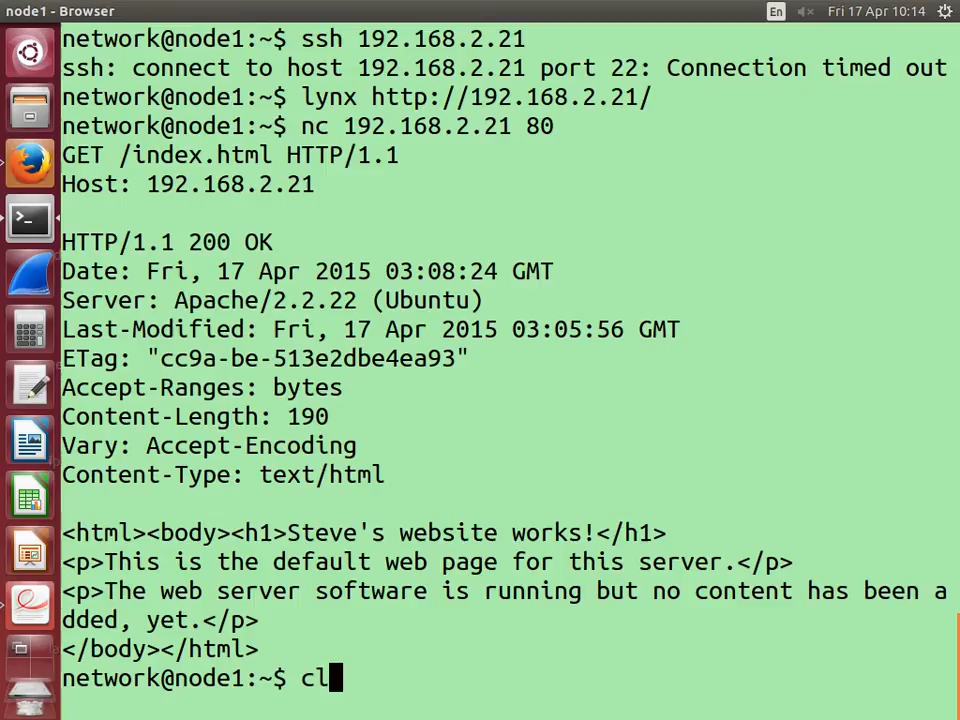 node1 - Browser
En
Fri 17 Apr 10:14
network@node1:~$ ssh 192.168.2.21
ssh: connect to host 192.168.2.21 port 22: Connection timed out
network@node1:~$ lynx http://192.168.2.21/
network@node1:~$ nc 192.168.2.21 80
GET /index.html HTTP/1.1
Host: 192.168.2.21
HTTP/1.1 200 OK
Date: Fri, 17 Apr 2015 03:08:24 GMT
Server: Apache/2.2.22 (Ubuntu)
Last-Modified: Fri, 17 Apr 2015 03:05:56 GMT
ETag: "cc9a-be-513e2dbe4ea93"
Accept-Ranges: bytes
Content-Length: 190
Vary: Accept-Encoding
Content-Type: text/html
<html><body><h1>Steve's website works!</h1>
<p>This is the default web page for this server.</p>
<p>The web server software is running but no content has been a
dded, yet.</p>
</body></html>
network@node1:~$ cl